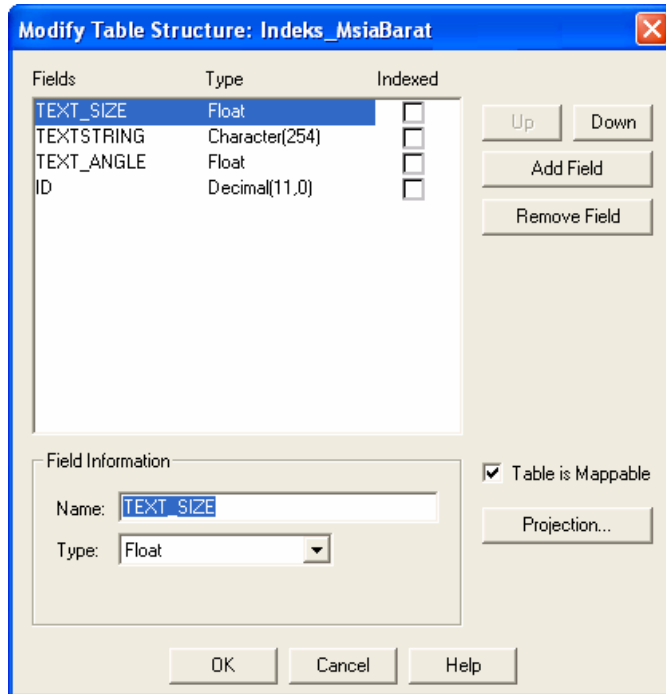 Modify Table Structure: Indeks_MsiaBarat
Fields Type Indexed
TEXT_SIZE Float
TEXTSTRING Character(254)
TEXT_ANGLE Float
ID Decimal(11,0)
Up Down
Add Field
Remove Field
Field Information
Name: TEXT_SIZE
Type: Float
Table is Mappable
Projection...
OK Cancel Help